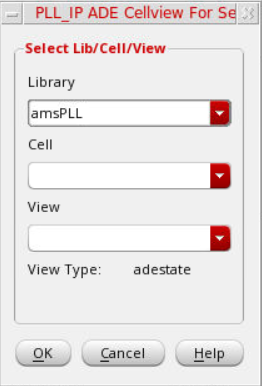 PLL_IP ADE Cellview For Se
Select Lib/Cell/View
Library
amsPLL
Cell
View
View Type: adestate
OK Cancel Help